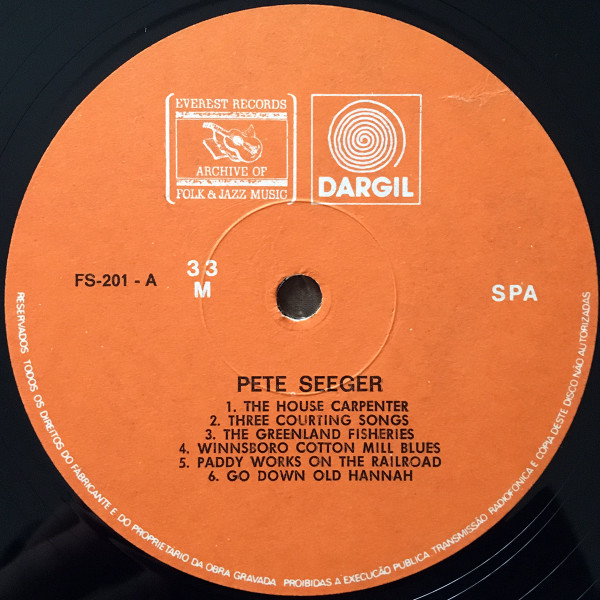 EVEREST RECORDS
ARCHIVE OF
FOLK & JAZZ MUSIC
DARGIL
FS-201 - A
33
M
SPA
PETE SEEGER
1. THE HOUSE CARPENTER
2. THREE COURTING SONGS
3. THE GREENLAND FISHERIES
4. WINNSBORO COTTON MILL BLUES
5. PADDY WORKS ON THE RAILROAD
6. GO DOWN OLD HANNAH
RESERVADOS TODOS OS DIREITOS DO FABRICANTE E DO PROPRIETÁRIO DA OBRA GRAVADA PROIBIDAS A EXECUÇÃO PUBLICA TRANSMISSÃO RADIOFONICA E COPIA DESTE DISCO NÃO AUTORIZADAS